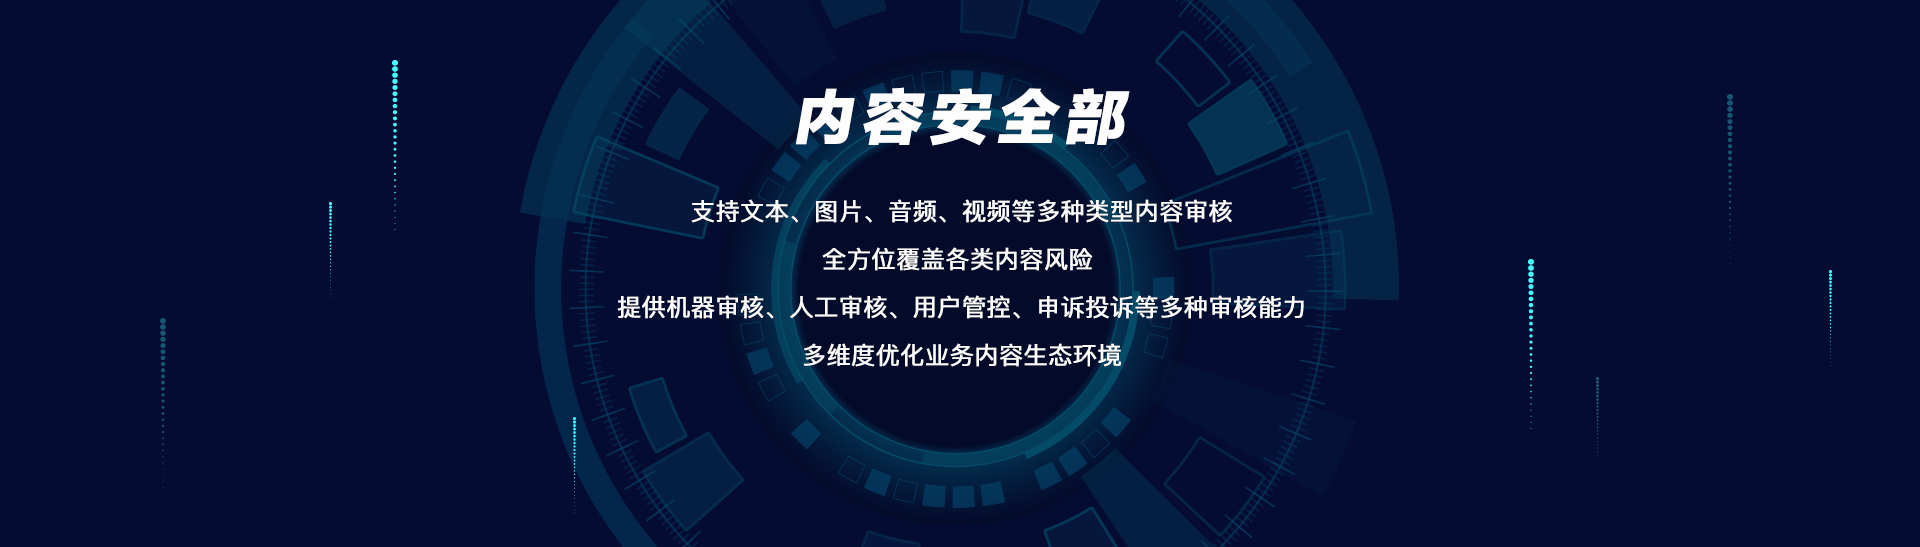 内容安全部
支持文本、图片、音频、视频等多种类型内容审核
全方位覆盖各类内容风险
提供机器审核、人工审核、用户管控、申诉投诉等多种审核能力
多维度优化业务内容生态环境